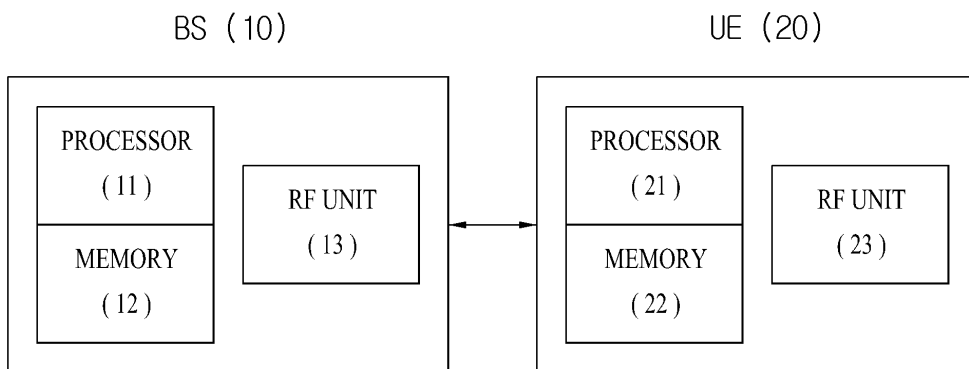 BS (10)
PROCESSOR
( 11 )
MEMORY
( 12 )
RF UNIT
( 13 )
UE (20)
PROCESSOR
( 21 )
MEMORY
( 22 )
RF UNIT
( 23 )